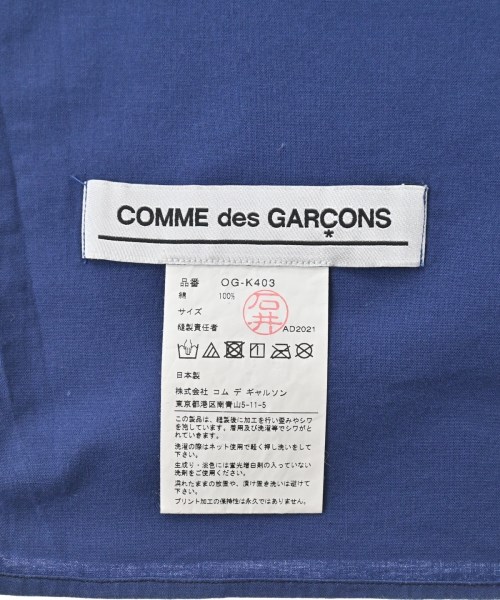 COMME des GARÇONS
*
品番 OG-K403
綿 100%
サイズ
縫製責任者 石井 AD2021
日本製
株式会社 コム デ ギャルソン
東京都港区南青山5-11-5
この製品は、縫製後に加工を行い畳みやシワ
を施しています。着用及び洗濯等でシワがと
れていきます。
洗濯の際はネット使用で軽く押し洗いをして
下さい。
生成り・淡色には蛍光増白剤の入っていない
洗剤をご使用ください。
濡れたままの放置や、漬け置き洗いは避けて
下さい。
プリント加工の保持性は永久ではありません。